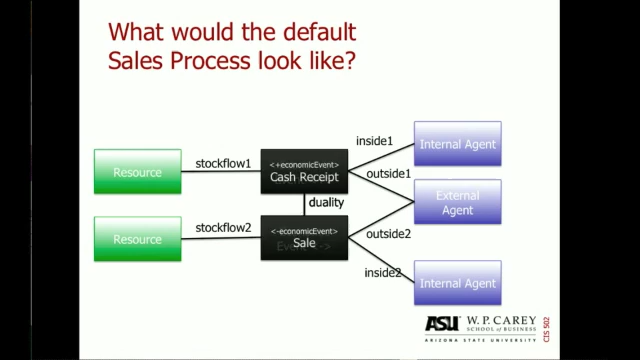 What would the default
Sales Process look like?
inside1
Internal Agent
<+economicEvent>
Cash Receipt
stockflow1
Resource
outside1
duality
External
Agent
<-economicEvent>
Sale
stockflow2
Resource
outside2
inside2
Internal Agent
ASU W. P. CAREY
SCHOOL of BUSINESS
ARIZONA STATE UNIVERSITY
CIS 502